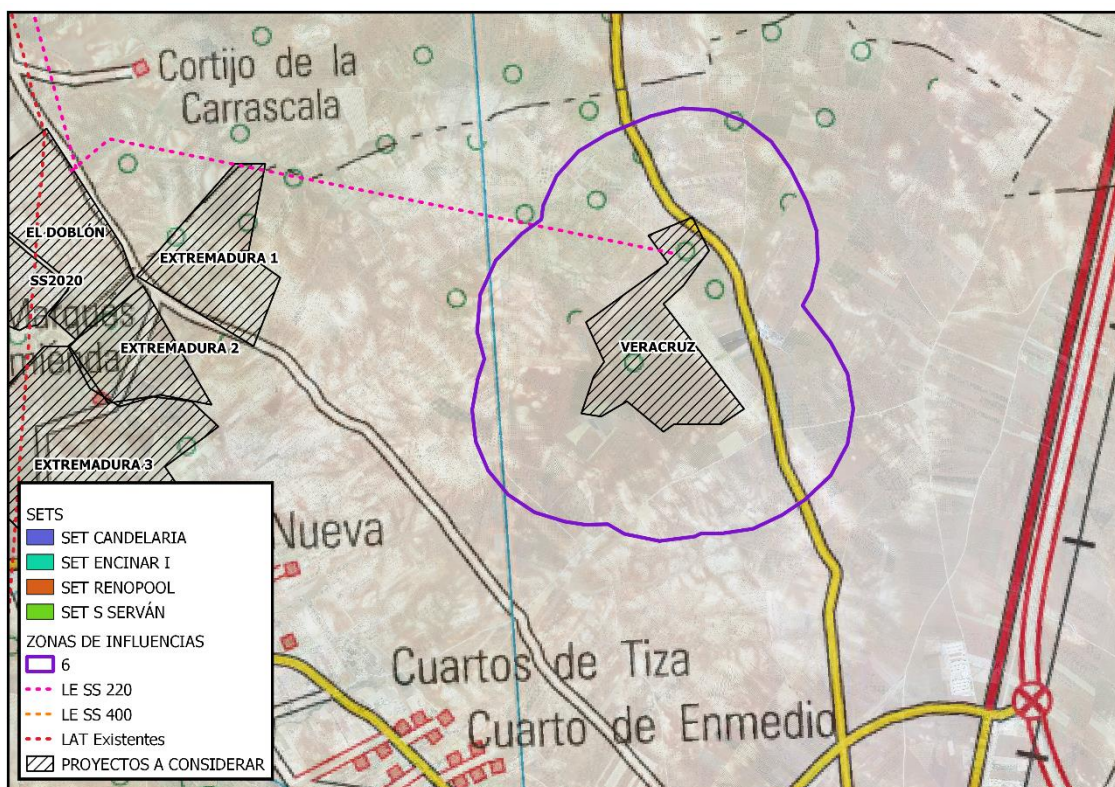 Cortijo de la
Carrascala
EL DOBLÓN
EXTREMADURA 1
SS2020
Marqués
EXTREMADURA 2
VERACRUZ
EXTREMADURA 3
Nueva
Cuartos de Tiza
Cuarto de Enmedio
SETS
SET CANDELARIA
SET ENCINAR I
SET RENOPOOL
SET S SERVÁN
ZONAS DE INFLUENCIAS
6
LE SS 220
LE SS 400
LAT Existentes
PROYECTOS A CONSIDERAR